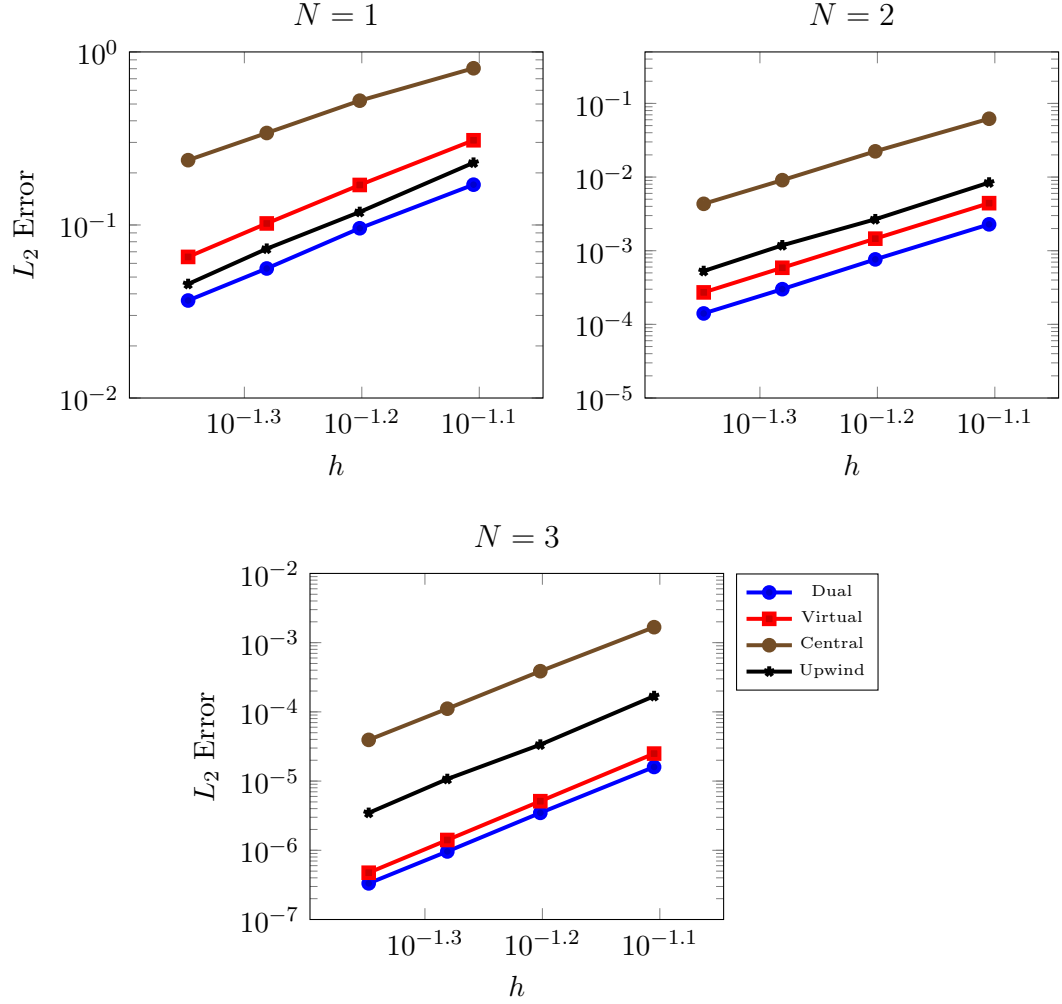 N = 1
10^0
10^{-1}
10^{-2}
L_2 Error
10^{-1.3} 10^{-1.2} 10^{-1.1}
h
N = 2
10^{-1}
10^{-2}
10^{-3}
10^{-4}
10^{-5}
10^{-1.3} 10^{-1.2} 10^{-1.1}
h
N = 3
10^{-2}
10^{-3}
10^{-4}
10^{-5}
10^{-6}
10^{-7}
L_2 Error
10^{-1.3} 10^{-1.2} 10^{-1.1}
h
Dual
Virtual
Central
Upwind